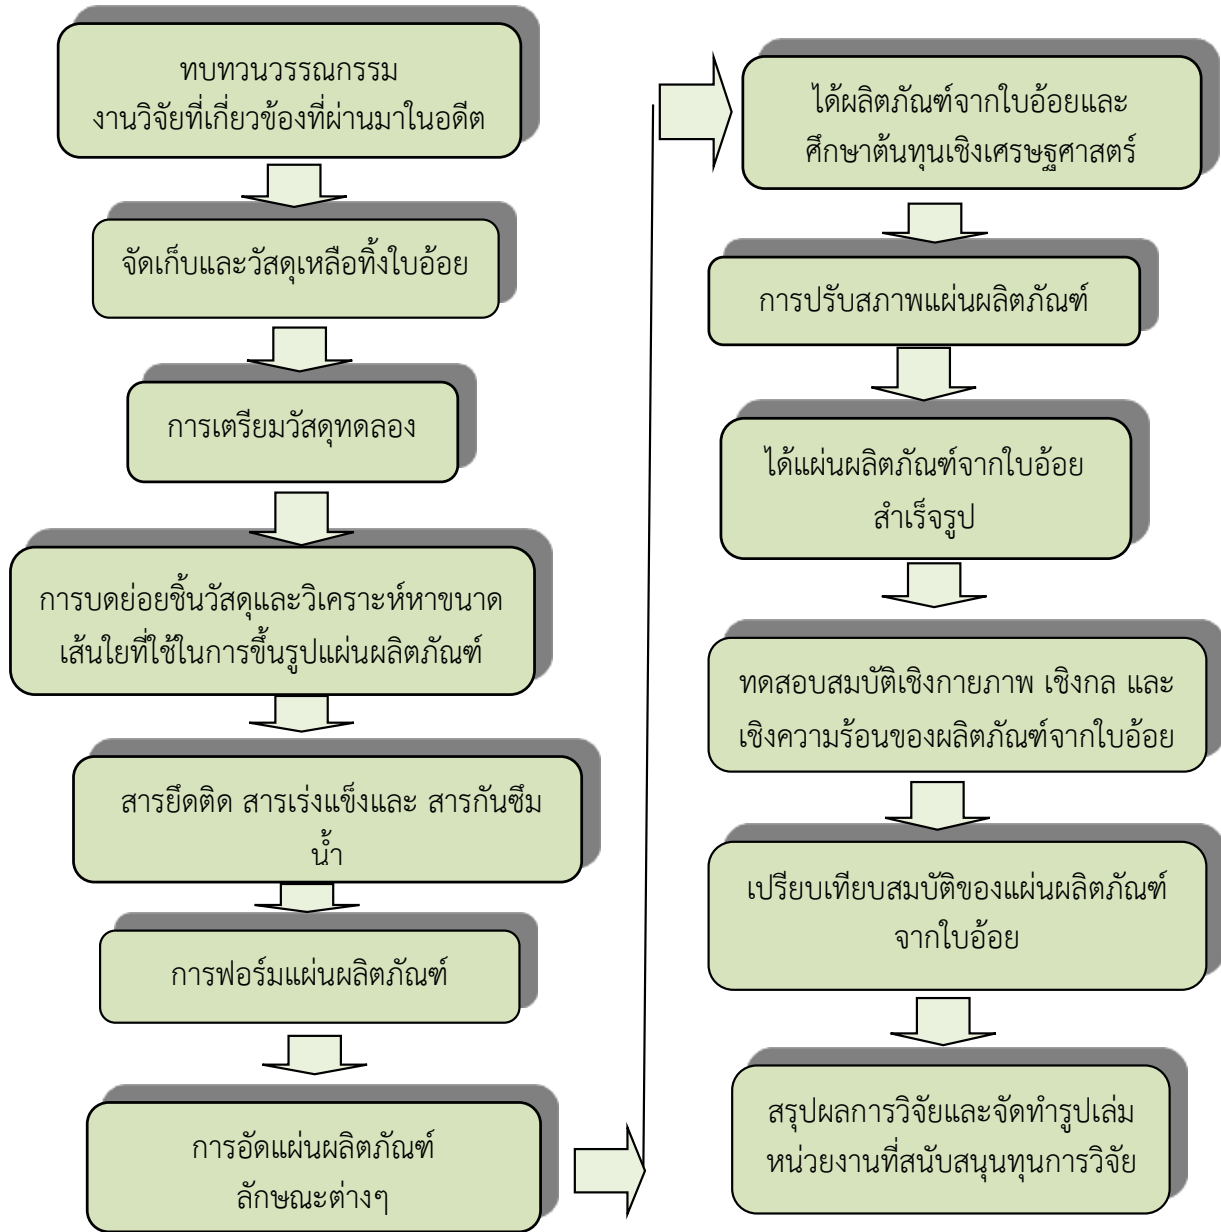 ทบทวนวรรณกรรม
งานวิจัยที่เกี่ยวข้องที่ผ่านมาในอดีต
จัดเก็บและวัสดุเหลือทิ้งใบอ้อย
การเตรียมวัสดุทดลอง
การบดย่อยชิ้นวัสดุและวิเคราะห์หาขนาด
เส้นใยที่ใช้ในการขึ้นรูปแผ่นผลิตภัณฑ์
สารยึดติด สารเร่งแข็งและ สารกันซึม
น้ำ
การฟอร์มแผ่นผลิตภัณฑ์
การอัดแผ่นผลิตภัณฑ์
ลักษณะต่างๆ
ได้ผลิตภัณฑ์จากใบอ้อยและ
ศึกษาต้นทุนเชิงเศรษฐศาสตร์
การปรับสภาพแผ่นผลิตภัณฑ์
ได้แผ่นผลิตภัณฑ์จากใบอ้อย
สำเร็จรูป
ทดสอบสมบัติเชิงกายภาพ เชิงกล และ
เชิงความร้อนของผลิตภัณฑ์จากใบอ้อย
เปรียบเทียบสมบัติของแผ่นผลิตภัณฑ์
จากใบอ้อย
สรุปผลการวิจัยและจัดทำรูปเล่ม
หน่วยงานที่สนับสนุนทุนการวิจัย